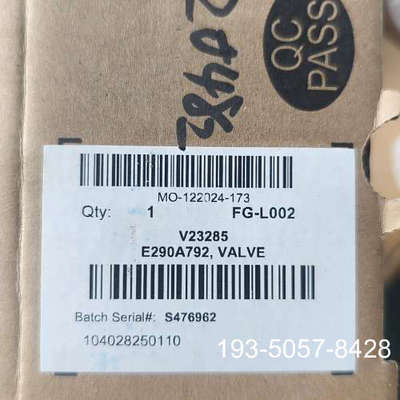 QC
PASS
MO-122024-173
Qty: 1 FG-L002
V23285
E290A792, VALVE
Batch Serial#: S476962
104028250110
193-5057-8428